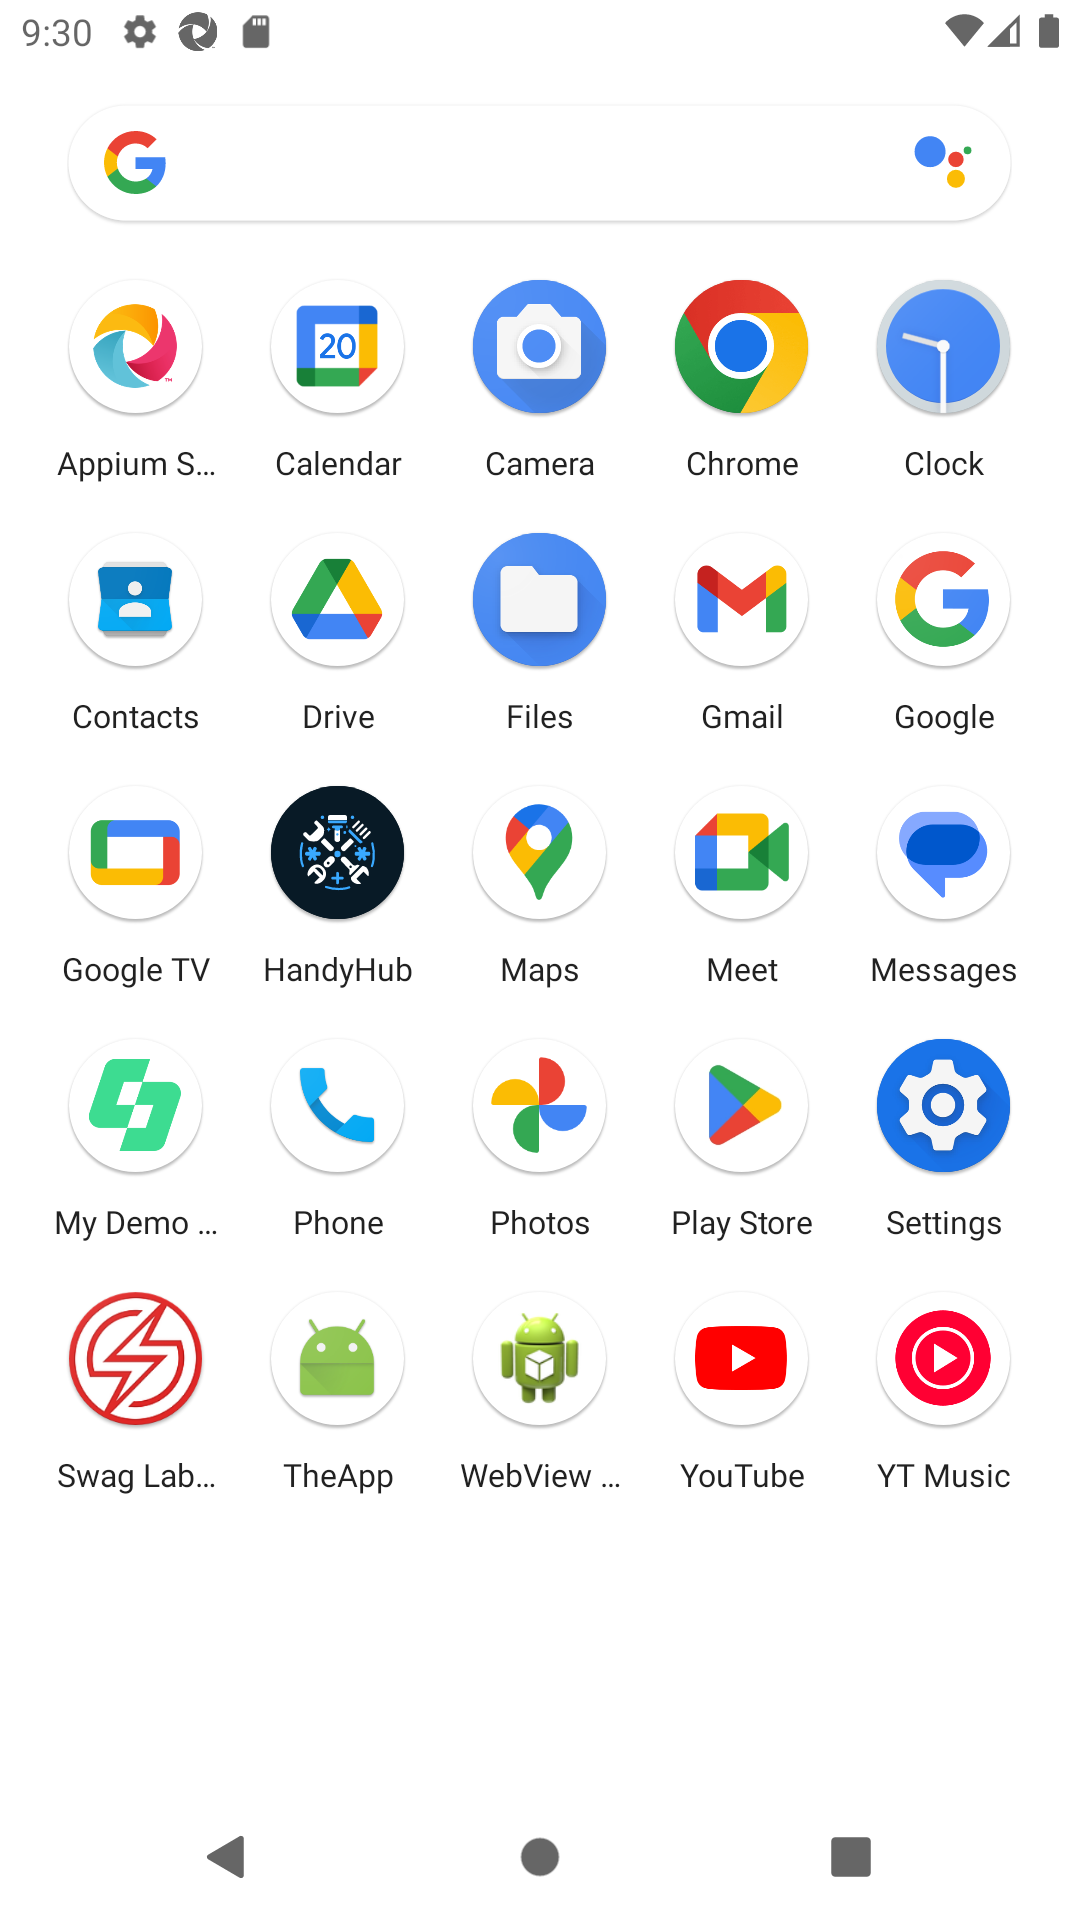 9:30
Appium S...
Calendar
Camera
Chrome
Clock
20
Contacts
Drive
Files
Gmail
Google
Google TV
HandyHub
Maps
Meet
Messages
My Demo ...
Phone
Photos
Play Store
Settings
Swag Lab...
TheApp
WebView ...
YouTube
YT Music